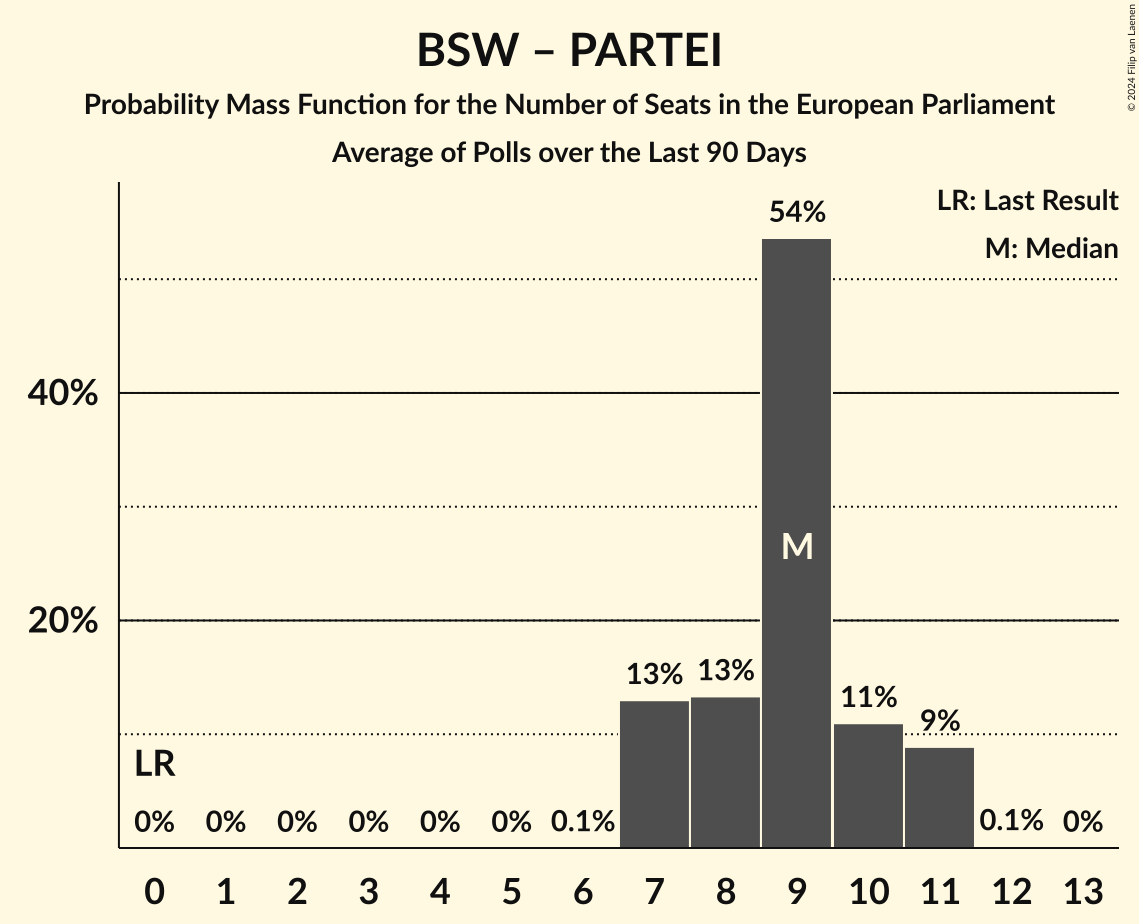 BSW – PARTEI
Probability Mass Function for the Number of Seats in the European Parliament
Average of Polls over the Last 90 Days
© 2024 Filip van Laenen
LR: Last Result
M: Median
54%
40%
M
20%
13% 13% 11% 9%
LR
0% 0% 0% 0% 0% 0% 0.1% 0.1% 0%
0 1 2 3 4 5 6 7 8 9 10 11 12 13